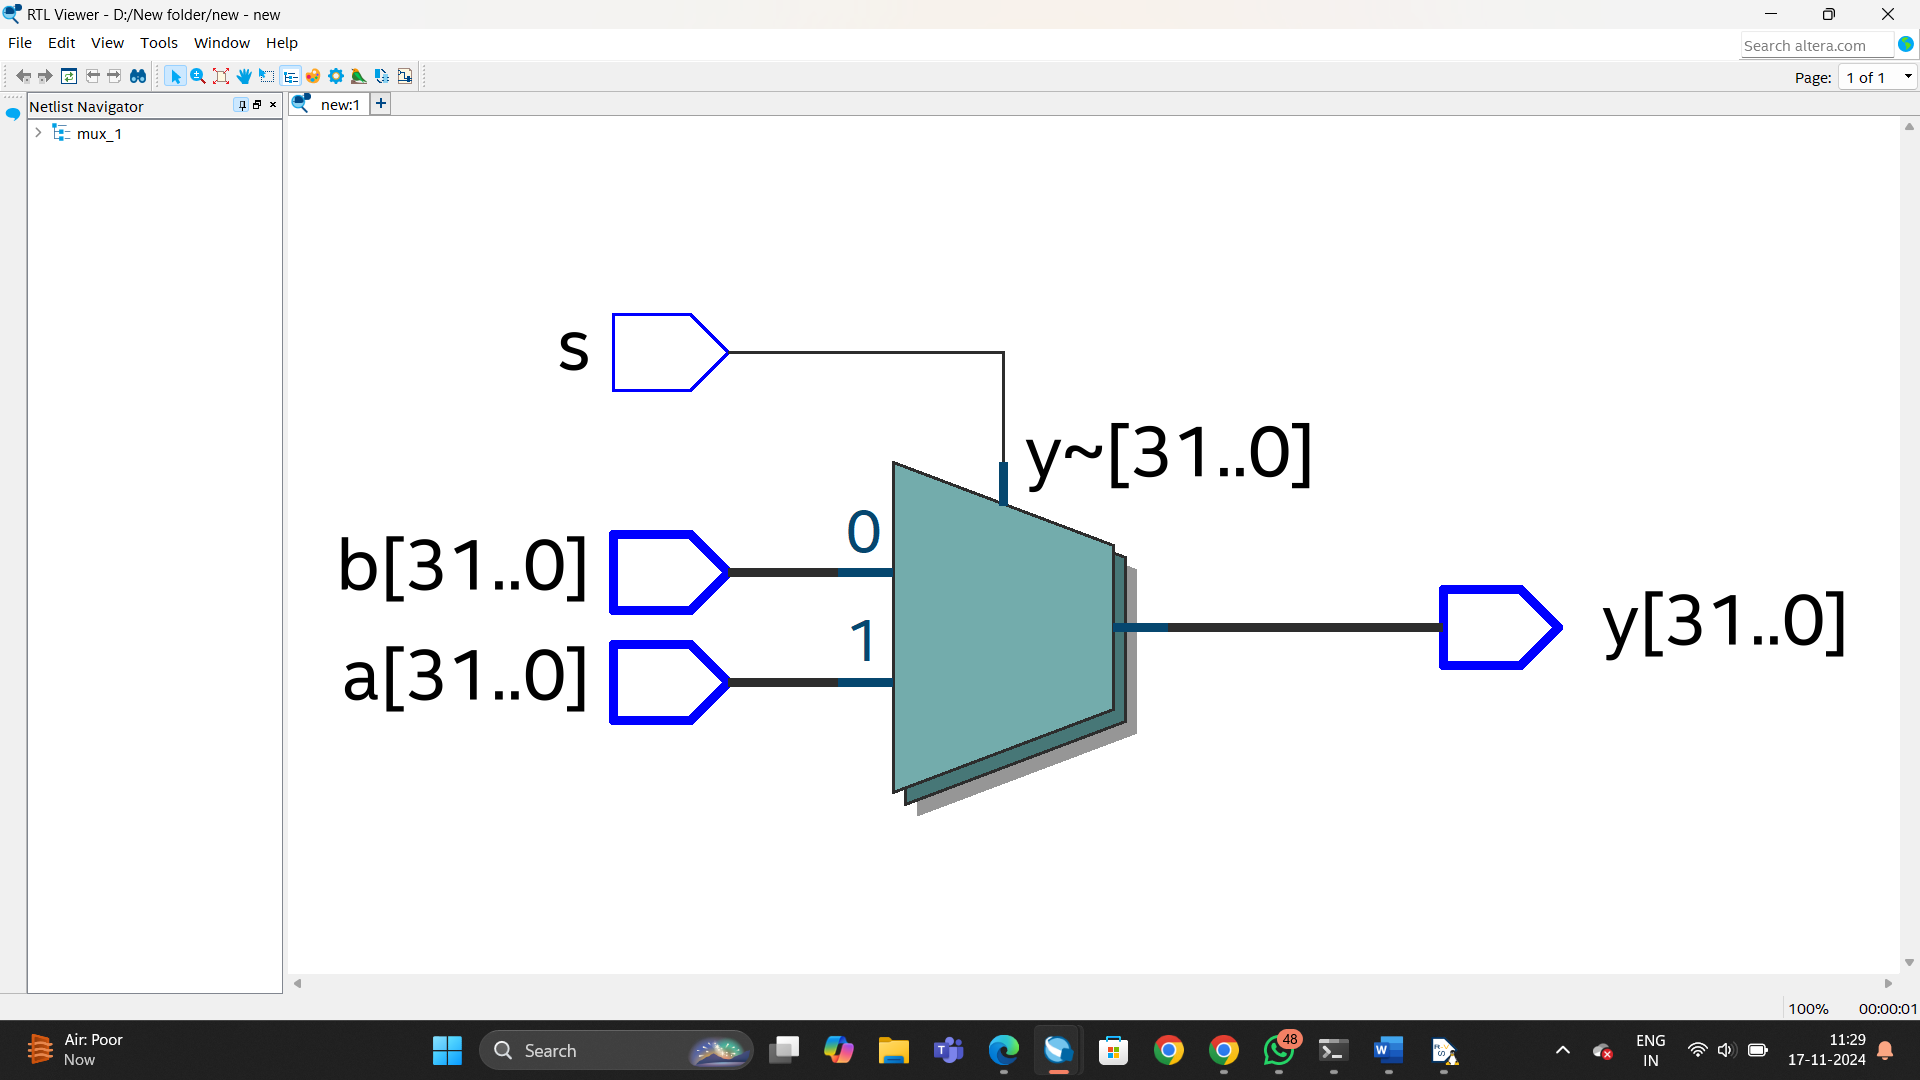 RTL Viewer - D:/New folder/new - new
File Edit View Tools Window Help
Search altera.com
Page: 1 of 1
Netlist Navigator
new:1
+
mux_1
s
y~[31..0]
0
b[31..0]
1
a[31..0]
y[31..0]
100% 00:00:01
Air: Poor
Now
Search
48
ENG
IN
11:29
17-11-2024